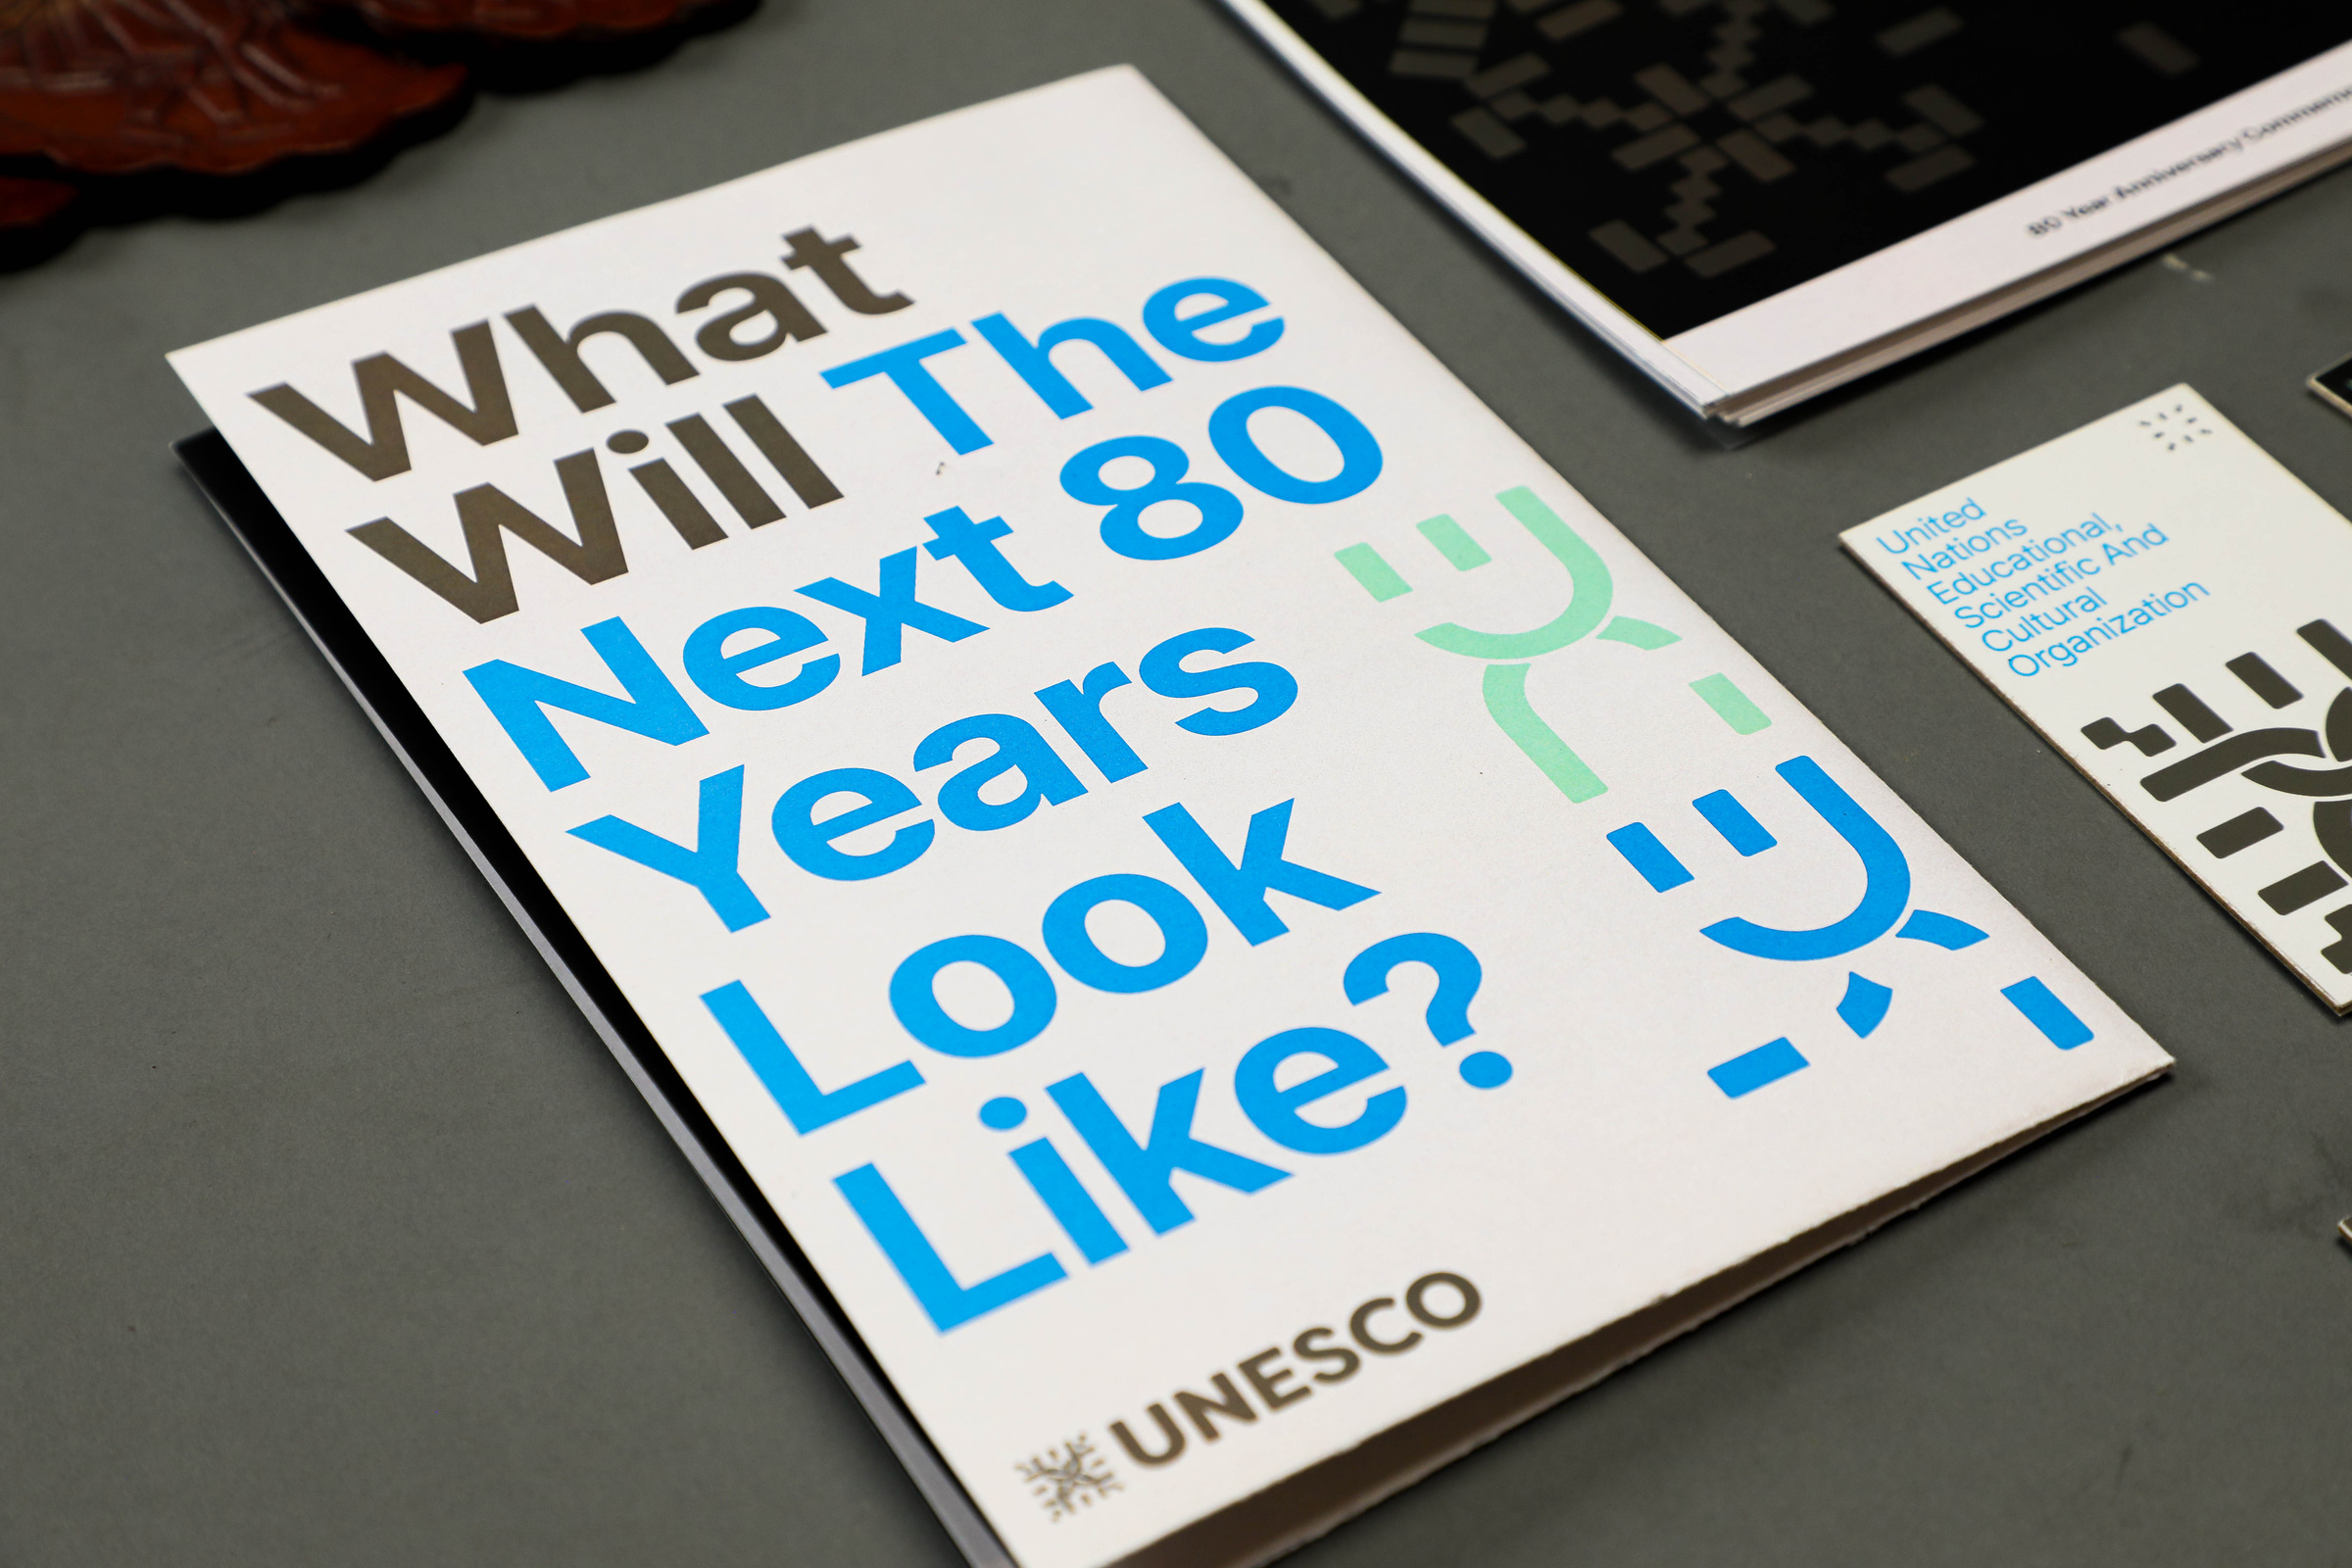 What
Will The
Next 80
Years
Look
Like?
UNESCO
80 Year Anniversary
United
Nations
Educational,
Scientific And
Cultural
Organization